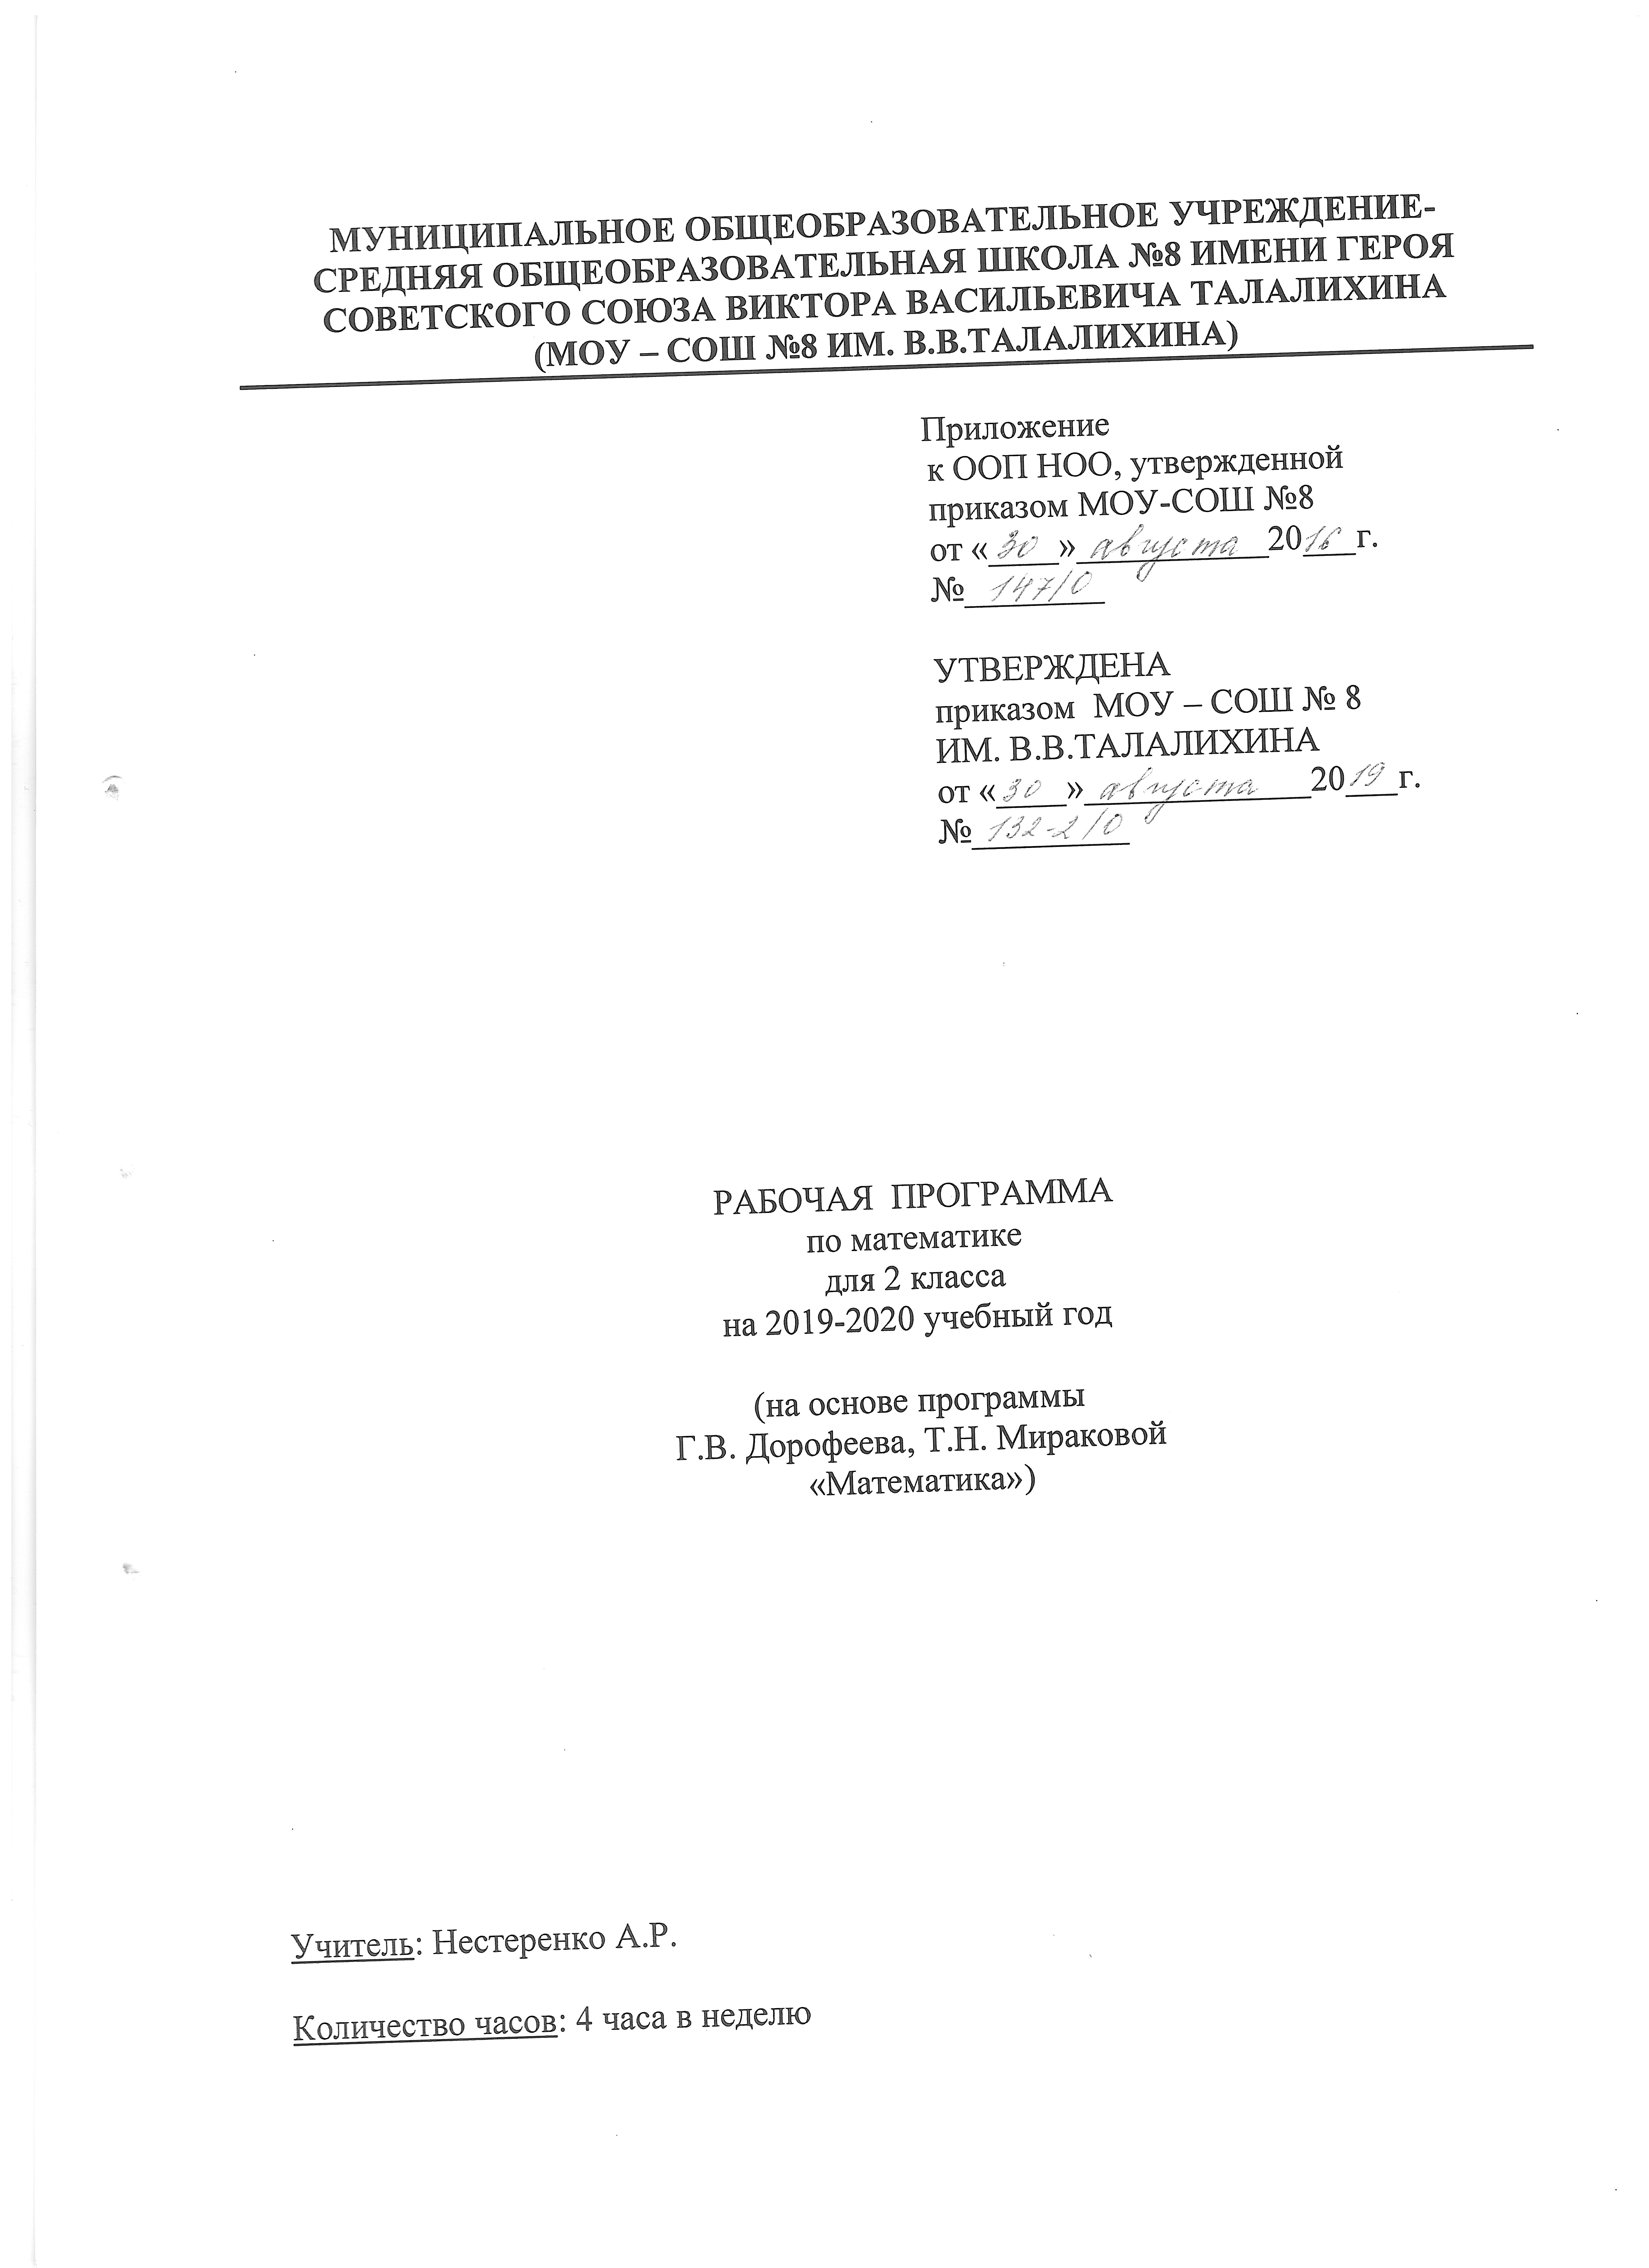 МУНИЦИПАЛЬНОЕ ОБЩЕОБРАЗОВАТЕЛЬНОЕ УЧРЕЖДЕНИЕ-
СРЕДНЯЯ ОБЩЕОБРАЗОВАТЕЛЬНАЯ ШКОЛА №8 ИМЕНИ ГЕРОЯ
СОВЕТСКОГО СОЮЗА ВИКТОРА ВАСИЛЬЕВИЧА ТАЛАЛИХИНА
(МОУ – СОШ №8 ИМ. В.В.ТАЛАЛИХИНА)
Приложение
к ООП НОО, утвержденной
приказом МОУ-СОШ №8
от «30» августа 2016 г.
№ 147/0
УТВЕРЖДЕНА
приказом МОУ – СОШ № 8
ИМ. В.В.ТАЛАЛИХИНА
от «30» августа 2019 г.
№ 132-2/0
РАБОЧАЯ ПРОГРАММА
по математике
для 2 класса
на 2019-2020 учебный год
(на основе программы
Г.В. Дорофеева, Т.Н. Мираковой
«Математика»)
Учитель: Нестеренко А.Р.
Количество часов: 4 часа в неделю